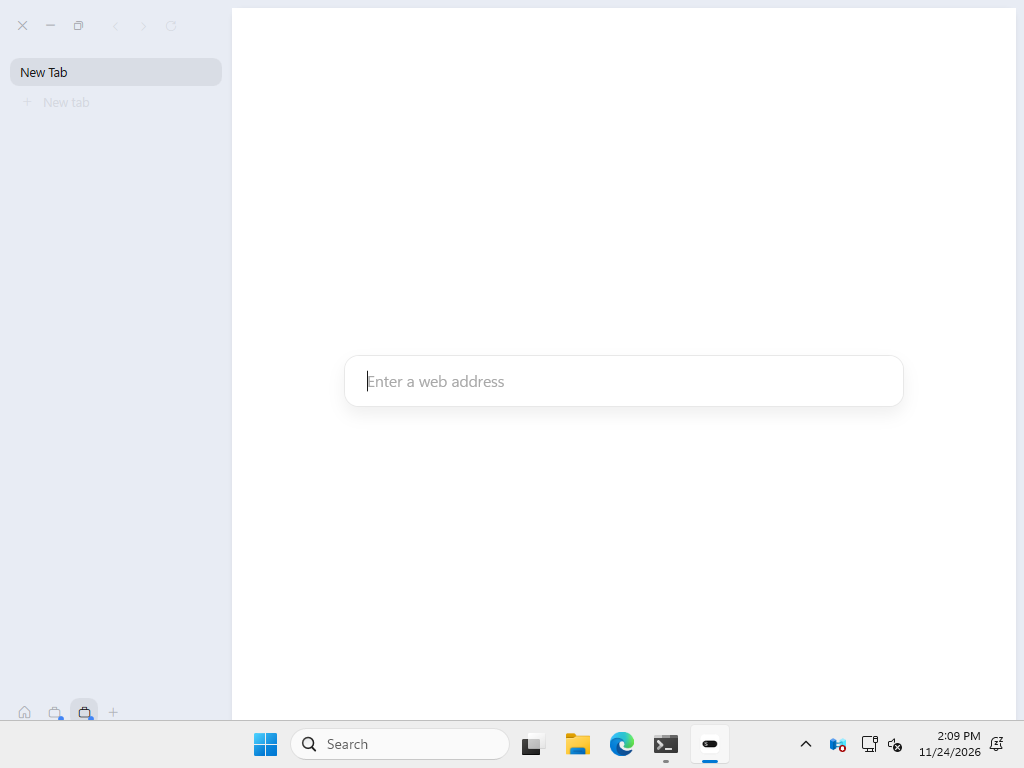 New Tab
New tab
Enter a web address
Search
2:09 PM
11/24/2026